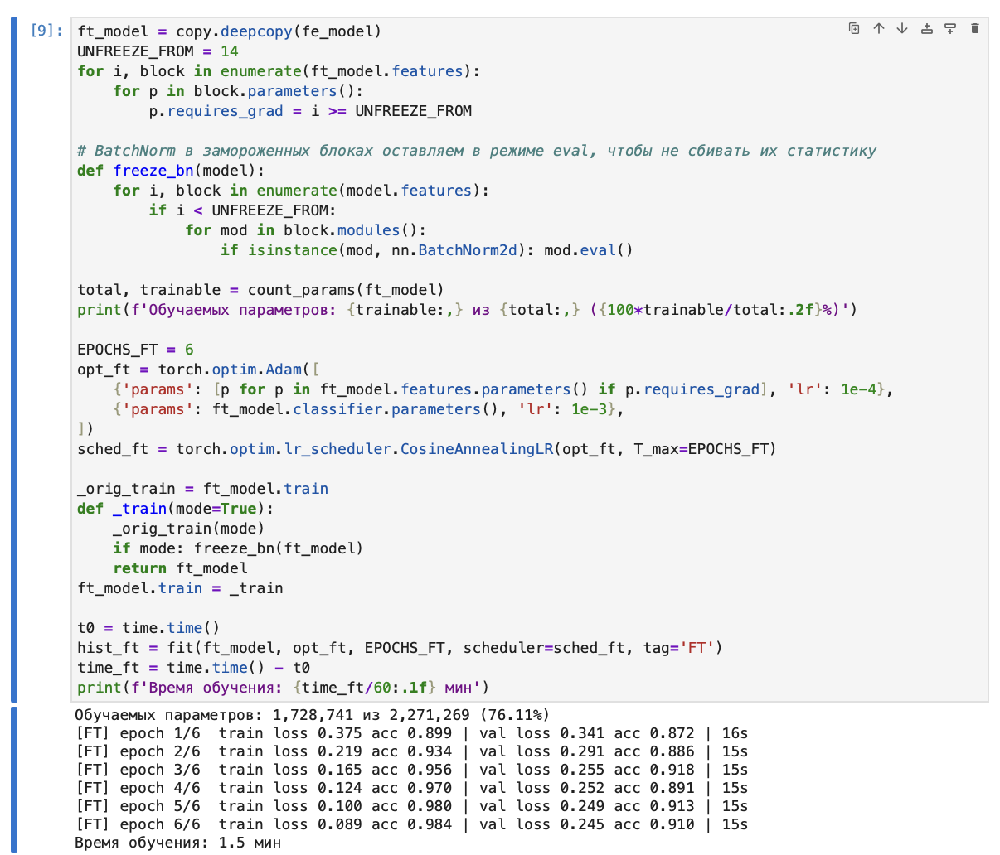 [9]: ft_model = copy.deepcopy(fe_model)
UNFREEZE_FROM = 14
for i, block in enumerate(ft_model.features):
    for p in block.parameters():
        p.requires_grad = i >= UNFREEZE_FROM

# BatchNorm в замороженных блоках оставляем в режиме eval, чтобы не сбивать их статистику
def freeze_bn(model):
    for i, block in enumerate(model.features):
        if i < UNFREEZE_FROM:
            for mod in block.modules():
                if isinstance(mod, nn.BatchNorm2d): mod.eval()

total, trainable = count_params(ft_model)
print(f'Обучаемых параметров: {trainable:,} из {total:,} ({100*trainable/total:.2f}%)')

EPOCHS_FT = 6
opt_ft = torch.optim.Adam([
    {'params': [p for p in ft_model.features.parameters() if p.requires_grad], 'lr': 1e-4},
    {'params': ft_model.classifier.parameters(), 'lr': 1e-3},
])
sched_ft = torch.optim.lr_scheduler.CosineAnnealingLR(opt_ft, T_max=EPOCHS_FT)

_orig_train = ft_model.train
def _train(mode=True):
    _orig_train(mode)
    if mode: freeze_bn(ft_model)
    return ft_model
ft_model.train = _train

t0 = time.time()
hist_ft = fit(ft_model, opt_ft, EPOCHS_FT, scheduler=sched_ft, tag='FT')
time_ft = time.time() - t0
print(f'Время обучения: {time_ft/60:.1f} мин')
Обучаемых параметров: 1,728,741 из 2,271,269 (76.11%)
[FT] epoch 1/6  train loss 0.375 acc 0.899 | val loss 0.341 acc 0.872 | 16s
[FT] epoch 2/6  train loss 0.219 acc 0.934 | val loss 0.291 acc 0.886 | 15s
[FT] epoch 3/6  train loss 0.165 acc 0.956 | val loss 0.255 acc 0.918 | 15s
[FT] epoch 4/6  train loss 0.124 acc 0.970 | val loss 0.252 acc 0.891 | 15s
[FT] epoch 5/6  train loss 0.100 acc 0.980 | val loss 0.249 acc 0.913 | 15s
[FT] epoch 6/6  train loss 0.089 acc 0.984 | val loss 0.245 acc 0.910 | 15s
Время обучения: 1.5 мин